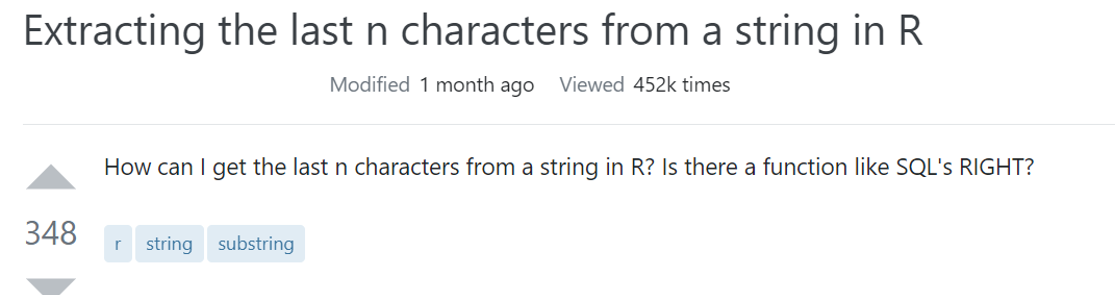 Extracting the last n characters from a string in R
Modified 1 month ago Viewed 452k times
How can I get the last n characters from a string in R? Is there a function like SQL's RIGHT?
348
r string substring